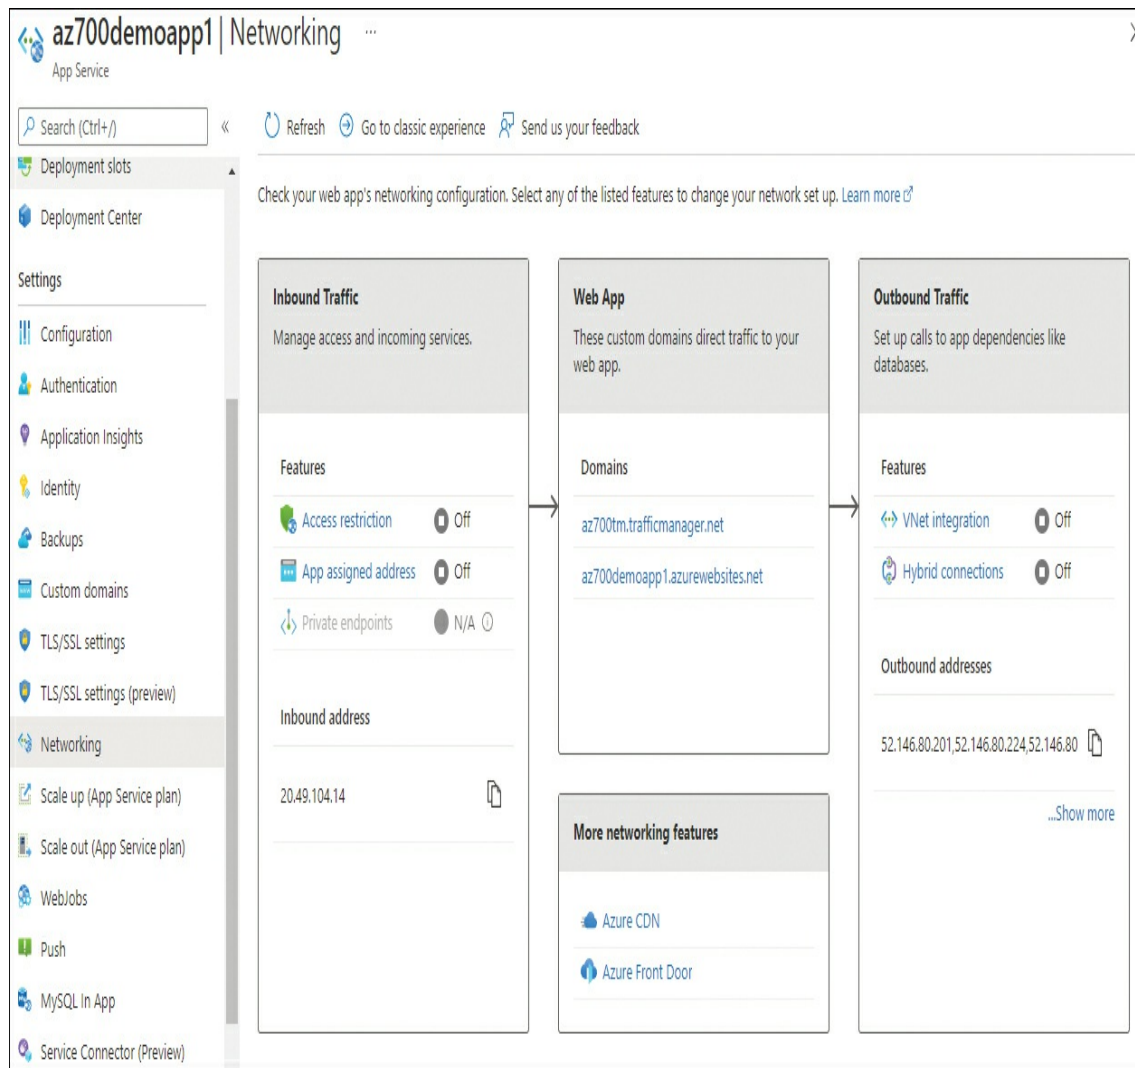 az700demoapp1 | Networking ...
App Service
Search (Ctrl+/)
«
Deployment slots
Deployment Center
Settings
Configuration
Authentication
Application Insights
Identity
Backups
Custom domains
TLS/SSL settings
TLS/SSL settings (preview)
Networking
Scale up (App Service plan)
Scale out (App Service plan)
WebJobs
Push
MySQL In App
Service Connector (Preview)
Refresh Go to classic experience Send us your feedback
Check your web app's networking configuration. Select any of the listed features to change your network set up. Learn more
Inbound Traffic
Manage access and incoming services.
Features
Access restriction Off
App assigned address Off
Private endpoints N/A
Inbound address
20.49.104.14
Web App
These custom domains direct traffic to your
web app.
Domains
az700tm.trafficmanager.net
az700demoapp1.azurewebsites.net
More networking features
Azure CDN
Azure Front Door
Outbound Traffic
Set up calls to app dependencies like
databases.
Features
VNet integration Off
Hybrid connections Off
Outbound addresses
52.146.80.201,52.146.80.224,52.146.80
...Show more